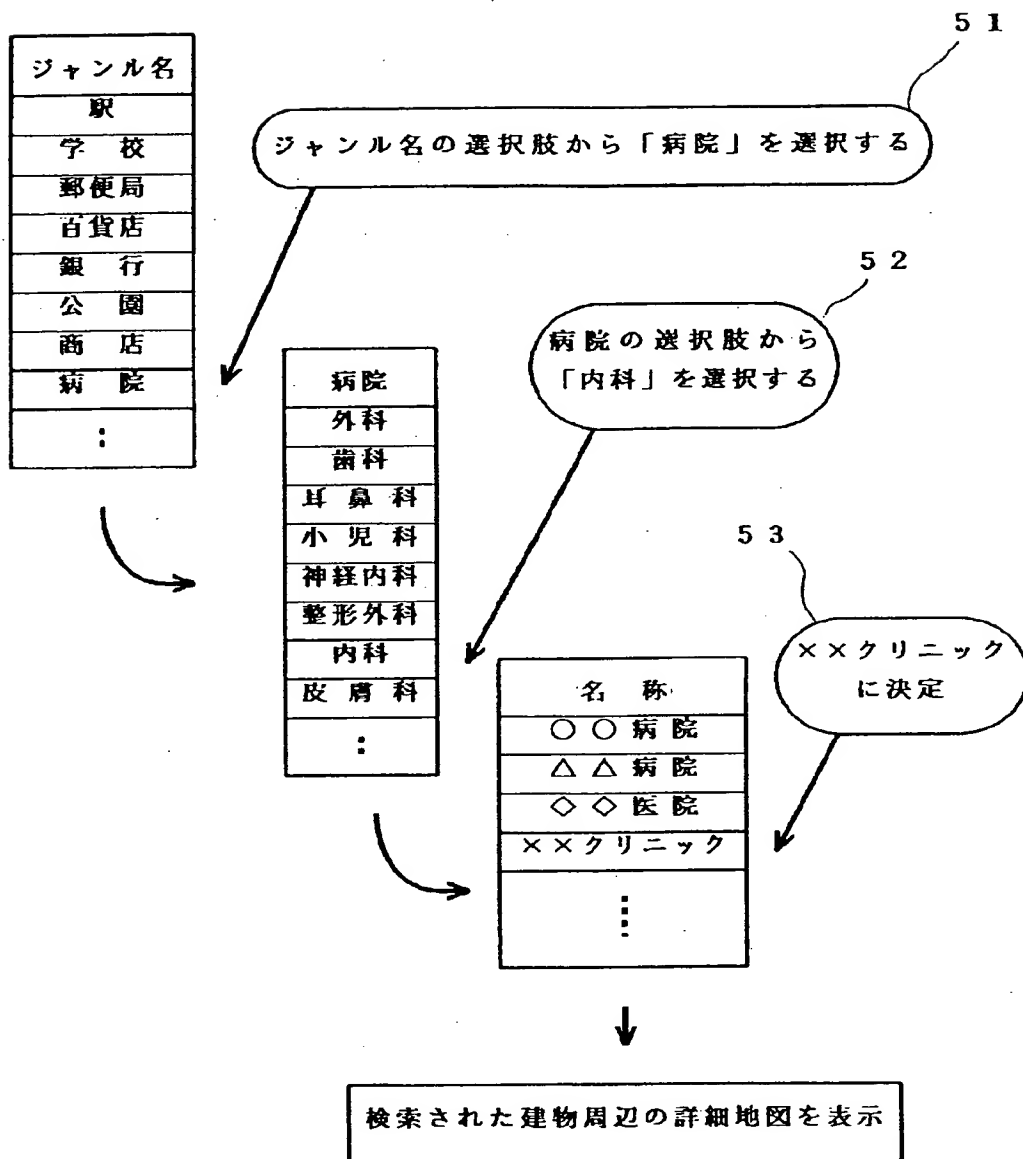 51
ジャンル名
駅
学校
郵便局
百貨店
銀行
公園
商店
病院
:
ジャンル名の選択肢から「病院」を選択する
52
病院の選択肢から
「内科」を選択する
病院
外科
歯科
耳鼻科
小児科
神経内科
整形外科
内科
皮膚科
:
53
××クリニック
に決定
名称
○○病院
△△病院
◇◇医院
××クリニック
⋮
検索された建物周辺の詳細地図を表示